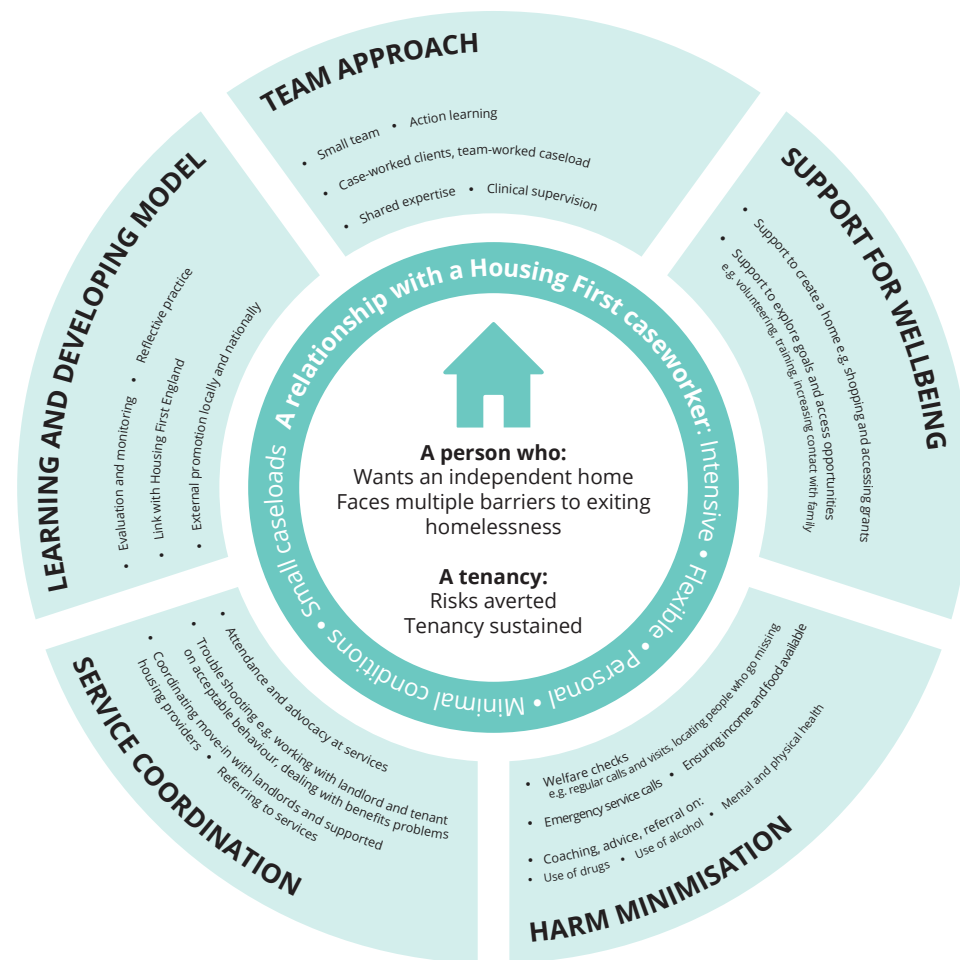 TEAM APPROACH
• Small team • Action learning
• Case-worked clients, team-worked caseload
• Shared expertise • Clinical supervision
SUPPORT FOR WELLBEING
• Support to create a home e.g. shopping and accessing grants
• Support to explore goals and access opportunities
e.g. volunteering, training, increasing contact with family
HARM MINIMISATION
• Welfare checks
e.g. regular calls and visits, locating people who go missing
• Emergency service calls • Ensuring income and food available
• Coaching, advice, referral on:
• Use of drugs • Use of alcohol • Mental and physical health
SERVICE COORDINATION
• Attendance and advocacy at services
• Trouble shooting e.g. working with landlord and tenant
on acceptable behaviour, dealing with benefits problems
• Coordinating move-in with landlords and supported
housing providers • Referring to services
LEARNING AND DEVELOPING MODEL
• Evaluation and monitoring • Reflective practice
• Link with Housing First England
• External promotion locally and nationally
A relationship with a Housing First caseworker: Intensive • Flexible • Personal • Minimal conditions • Small caseloads
A person who:
Wants an independent home
Faces multiple barriers to exiting
homelessness
A tenancy:
Risks averted
Tenancy sustained